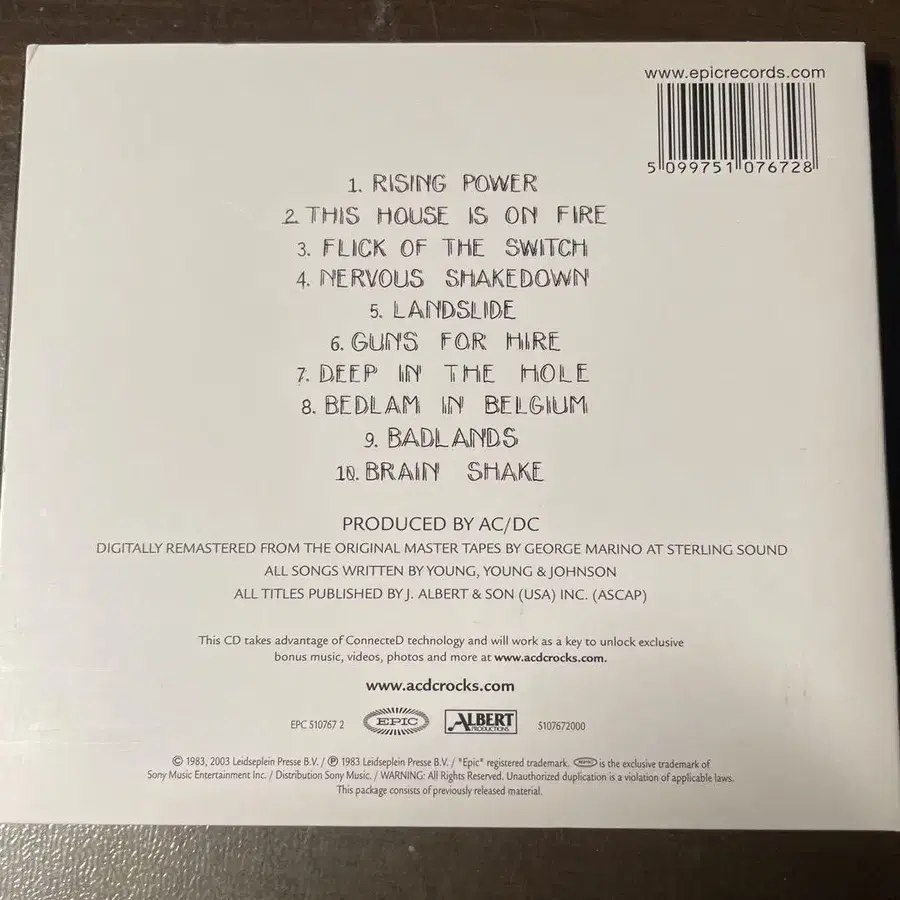 www.epicrecords.com
5 099751 076728
1. RISING POWER
2. THIS HOUSE IS ON FIRE
3. FLICK OF THE SWITCH
4. NERVOUS SHAKEDOWN
5. LANDSLIDE
6. GUNS FOR HIRE
7. DEEP IN THE HOLE
8. BEDLAM IN BELGIUM
9. BADLANDS
10. BRAIN SHAKE
PRODUCED BY AC/DC
DIGITALLY REMASTERED FROM THE ORIGINAL MASTER TAPES BY GEORGE MARINO AT STERLING SOUND
ALL SONGS WRITTEN BY YOUNG, YOUNG & JOHNSON
ALL TITLES PUBLISHED BY J. ALBERT & SON (USA) INC. (ASCAP)
This CD takes advantage of ConnecteD technology and will work as a key to unlock exclusive
bonus music, videos, photos and more at www.acdcrocks.com.
www.acdcrocks.com
EPC 510767 2 EPIC ALBERT PRODUCTIONS 5107672000
© 1983, 2003 Leidseplein Presse B.V. / ℗ 1983 Leidseplein Presse B.V. / "Epic" registered trademark. EPIC is the exclusive trademark of
Sony Music Entertainment Inc. / Distribution Sony Music. / WARNING: All Rights Reserved. Unauthorized duplication is a violation of applicable laws.
This package consists of previously released material.